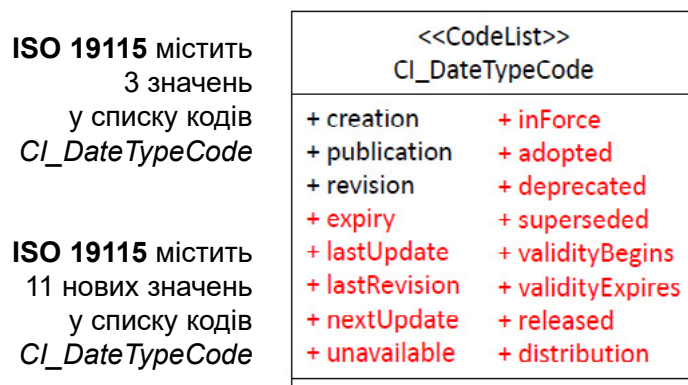 ISO 19115 містить
3 значень
у списку кодів
CI_DateTypeCode
ISO 19115 містить
11 нових значень
у списку кодів
CI_DateTypeCode
<<CodeList>>
CI_DateTypeCode
+ creation
+ publication
+ revision
+ expiry
+ lastUpdate
+ lastRevision
+ nextUpdate
+ unavailable
+ inForce
+ adopted
+ deprecated
+ superseded
+ validityBegins
+ validityExpires
+ released
+ distribution